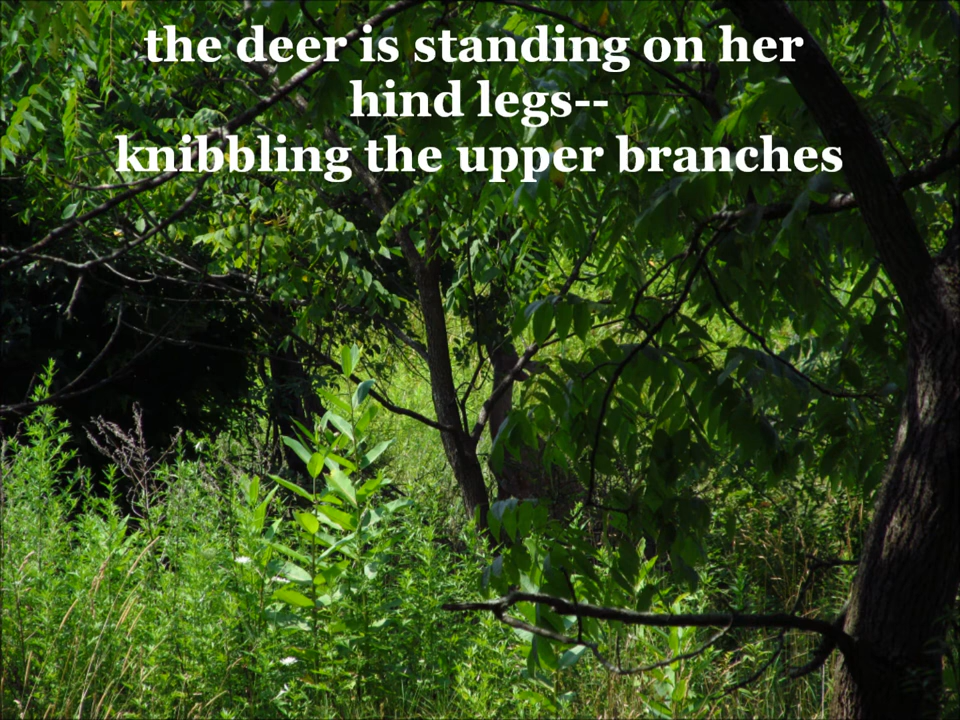 the deer is standing on her
hind legs--
knibbling the upper branches